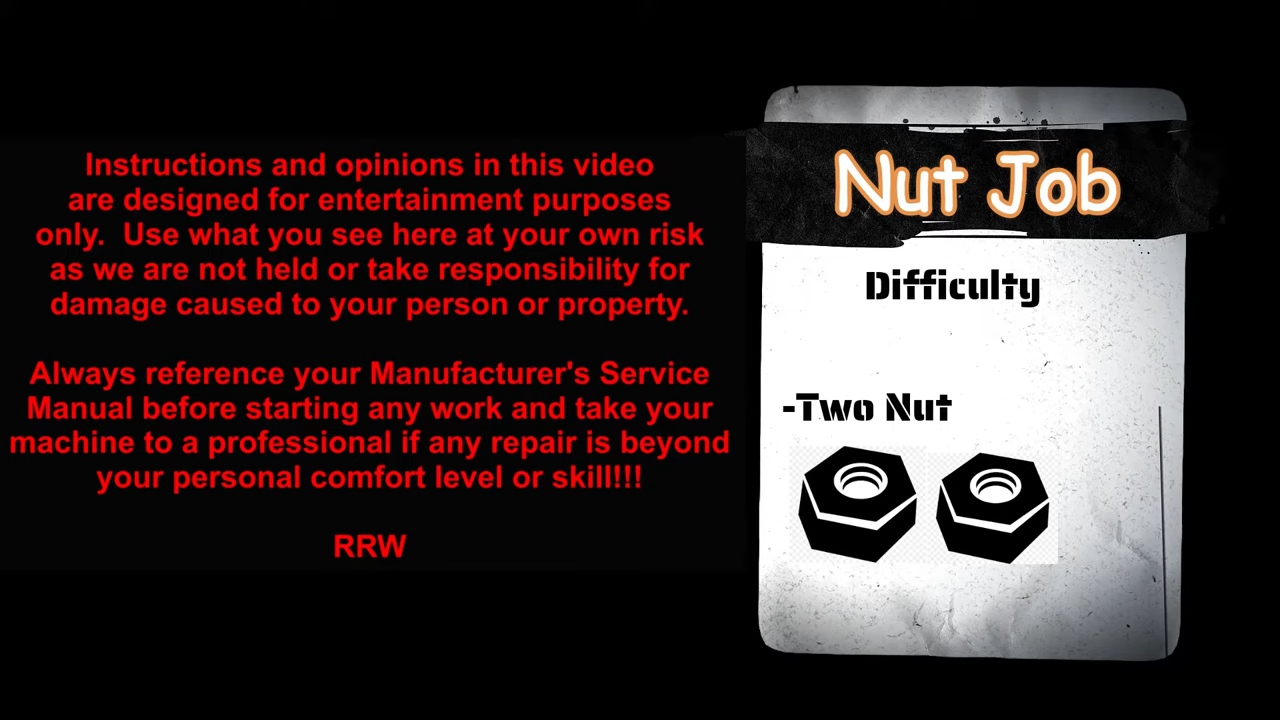 Instructions and opinions in this video
are designed for entertainment purposes
only.  Use what you see here at your own risk
as we are not held or take responsibility for
damage caused to your person or property.
Always reference your Manufacturer's Service
Manual before starting any work and take your
machine to a professional if any repair is beyond
your personal comfort level or skill!!!
RRW
Nut Job
Difficulty
-Two Nut